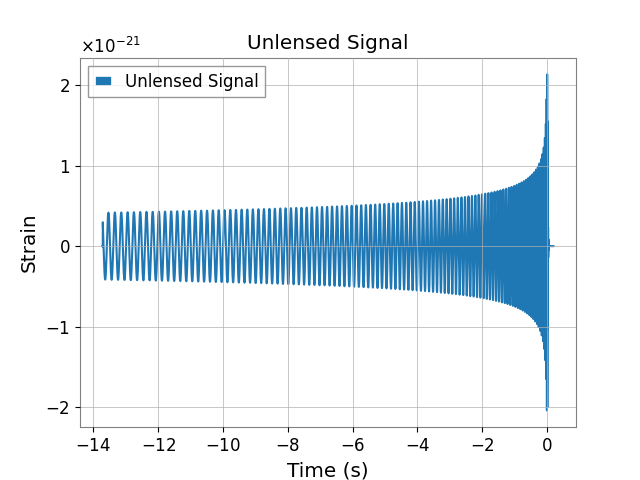 ×10⁻²¹
Unlensed Signal
Unlensed Signal
2
1
0
−1
−2
Strain
−14 −12 −10 −8 −6 −4 −2 0
Time (s)